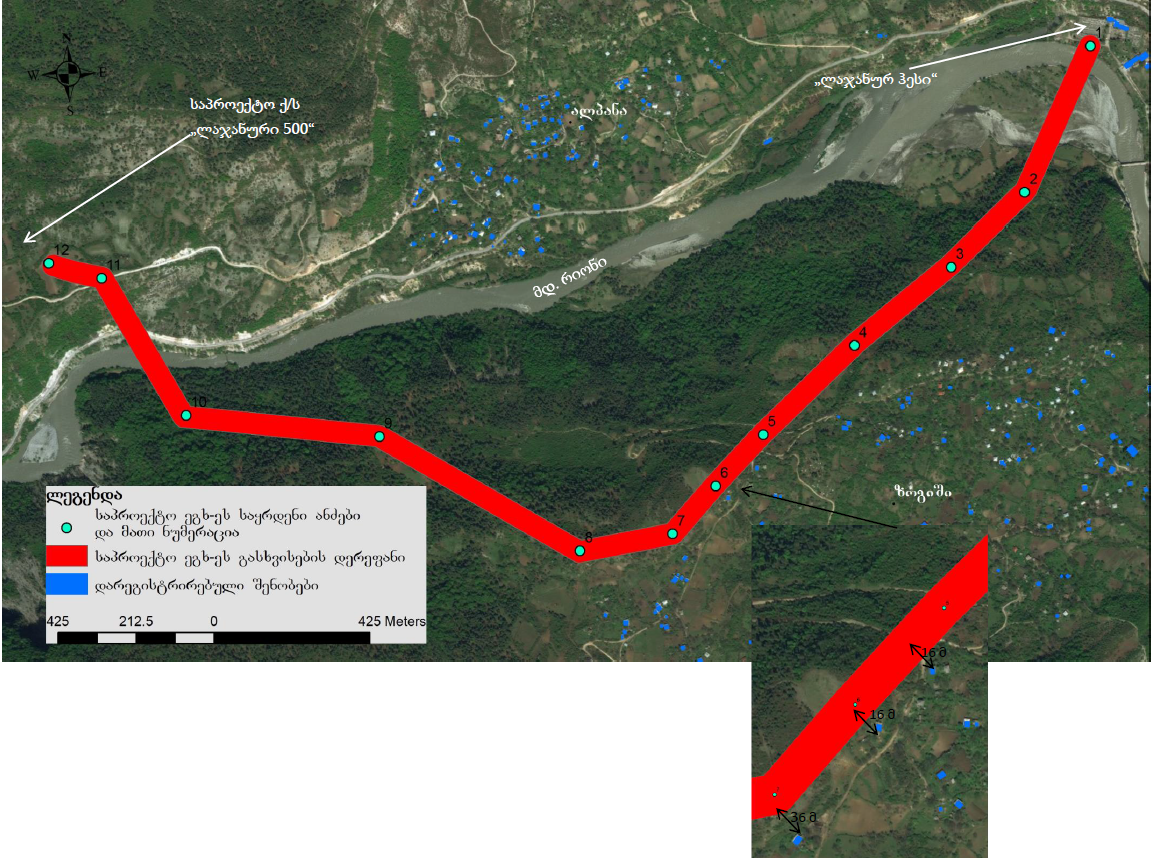 N
W E
S
საპროექტო ქ/ს
„ლაჯანური 500“
ალპანა
„ლაჯანურ ჰესი“
1
2
3
4
5
6
7
8
9
10
11
12
მდ. რიონი
ზოგიში
ლეგენდა
საპროექტო ეგხ-ეს საყრდენი ანძები
და მათი ნუმერაცია
საპროექტო ეგხ-ეს გასხვისების დერეფანი
დარეგისტრირებული შენობები
425 212.5 0 425 Meters
16 მ
16 მ
36 მ